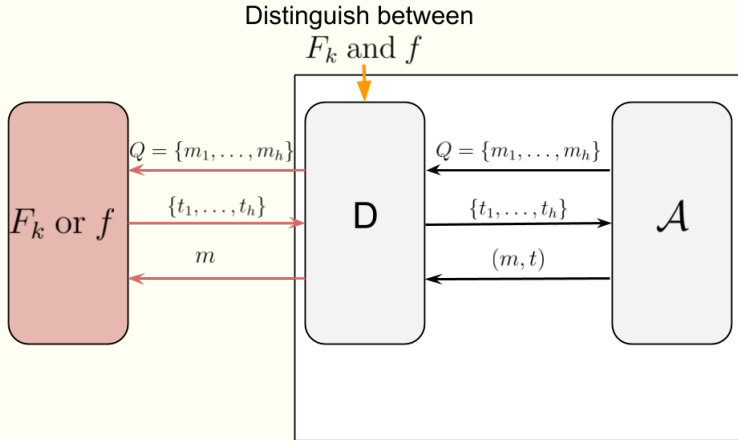 Distinguish between
F_k and f
Q = {m_1, . . . , m_h}
Q = {m_1, . . . , m_h}
{t_1, . . . , t_h}
{t_1, . . . , t_h}
F_k or f
D
𝒜
m
(m, t)